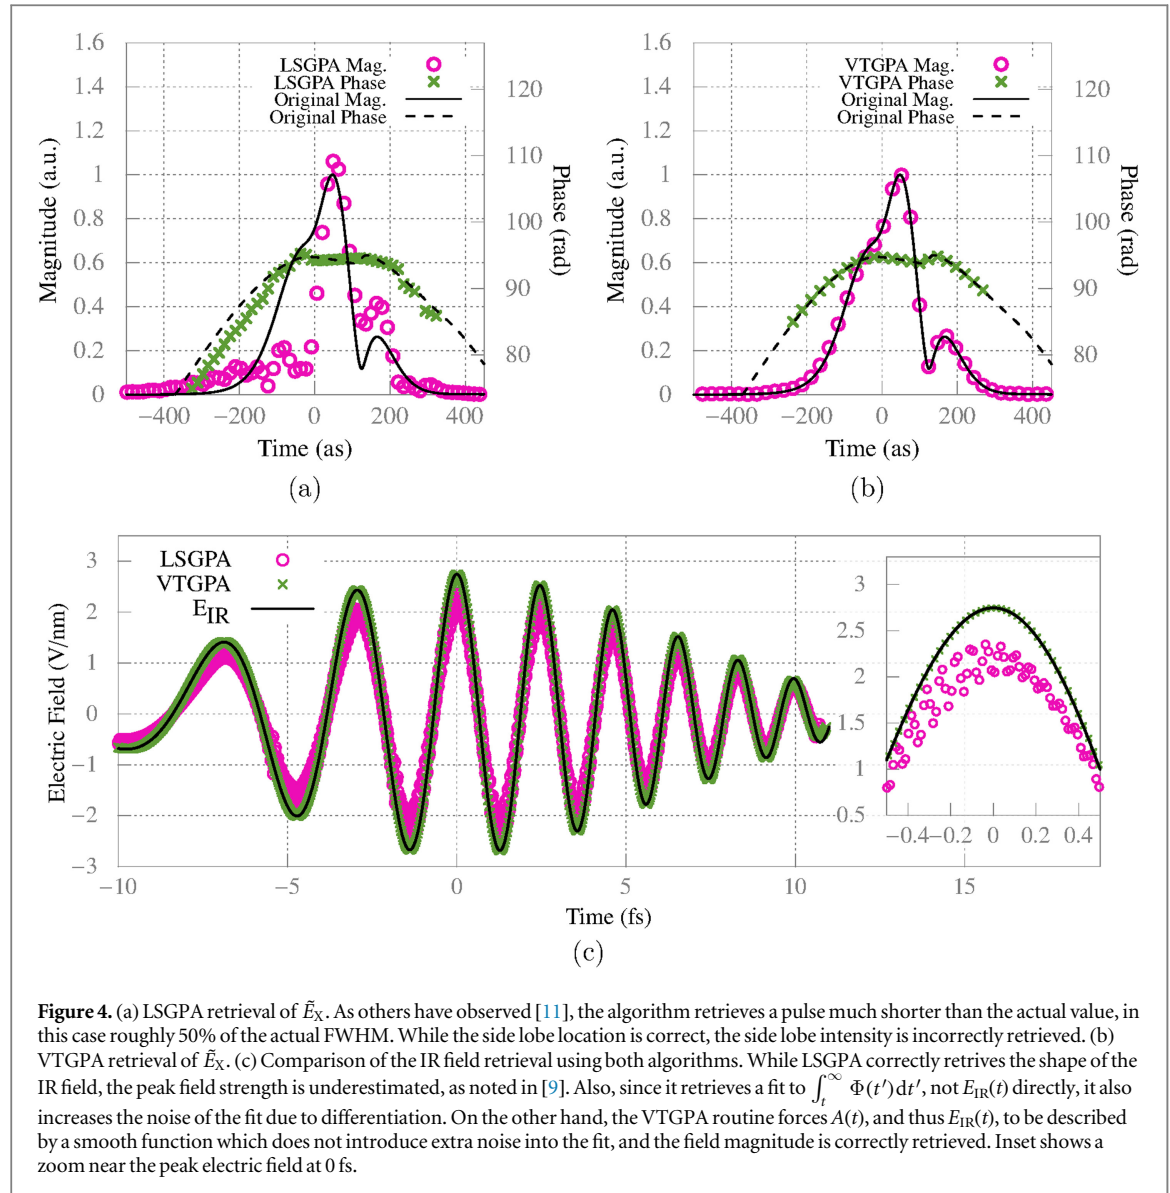 1.6
1.4
1.2
1
0.8
0.6
0.4
0.2
0
Magnitude (a.u.)
LSGPA Mag.
LSGPA Phase
Original Mag.
Original Phase
120
110
100
90
80
Phase (rad)
−400 −200 0 200 400
Time (as)
(a)
1.6
1.4
1.2
1
0.8
0.6
0.4
0.2
0
Magnitude (a.u.)
VTGPA Mag.
VTGPA Phase
Original Mag.
Original Phase
120
110
100
90
80
Phase (rad)
−400 −200 0 200 400
Time (as)
(b)
3
2
1
0
−1
−2
−3
Electric Field (V/nm)
LSGPA
VTGPA
E_IR
3
2.5
2
1.5
1
0.5
−0.4 −0.2 0 0.2 0.4
−10 −5 0 5 10 15
Time (fs)
(c)
Figure 4. (a) LSGPA retrieval of Ẽ_X. As others have observed [11], the algorithm retrieves a pulse much shorter than the actual value, in
this case roughly 50% of the actual FWHM. While the side lobe location is correct, the side lobe intensity is incorrectly retrieved. (b)
VTGPA retrieval of Ẽ_X. (c) Comparison of the IR field retrieval using both algorithms. While LSGPA correctly retrives the shape of the
IR field, the peak field strength is underestimated, as noted in [9]. Also, since it retrieves a fit to ∫_t^∞ Φ(t′)dt′, not E_IR(t) directly, it also
increases the noise of the fit due to differentiation. On the other hand, the VTGPA routine forces A(t), and thus E_IR(t), to be described
by a smooth function which does not introduce extra noise into the fit, and the field magnitude is correctly retrieved. Inset shows a
zoom near the peak electric field at 0 fs.